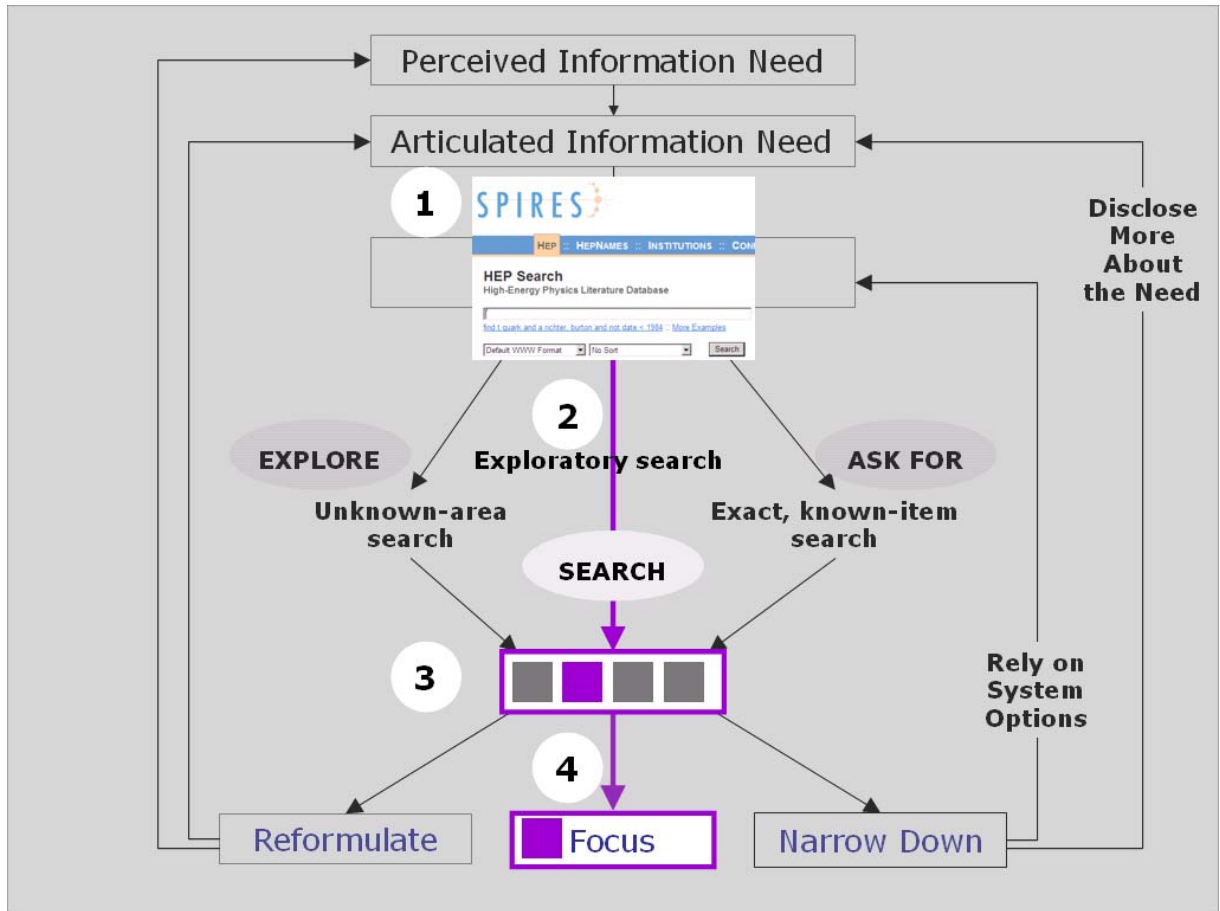 Perceived Information Need
Articulated Information Need
1
SPIRES
HEP :: HEPNAMES :: INSTITUTIONS :: CONF
HEP Search
High-Energy Physics Literature Database
find t quark and a richter, burton and not date < 1984 :: More Examples
Default WWW Format
No Sort
Search
Disclose
More
About
the Need
2
EXPLORE
Exploratory search
ASK FOR
Unknown-area
search
Exact, known-item
search
SEARCH
3
Rely on
System
Options
4
Reformulate
Focus
Narrow Down